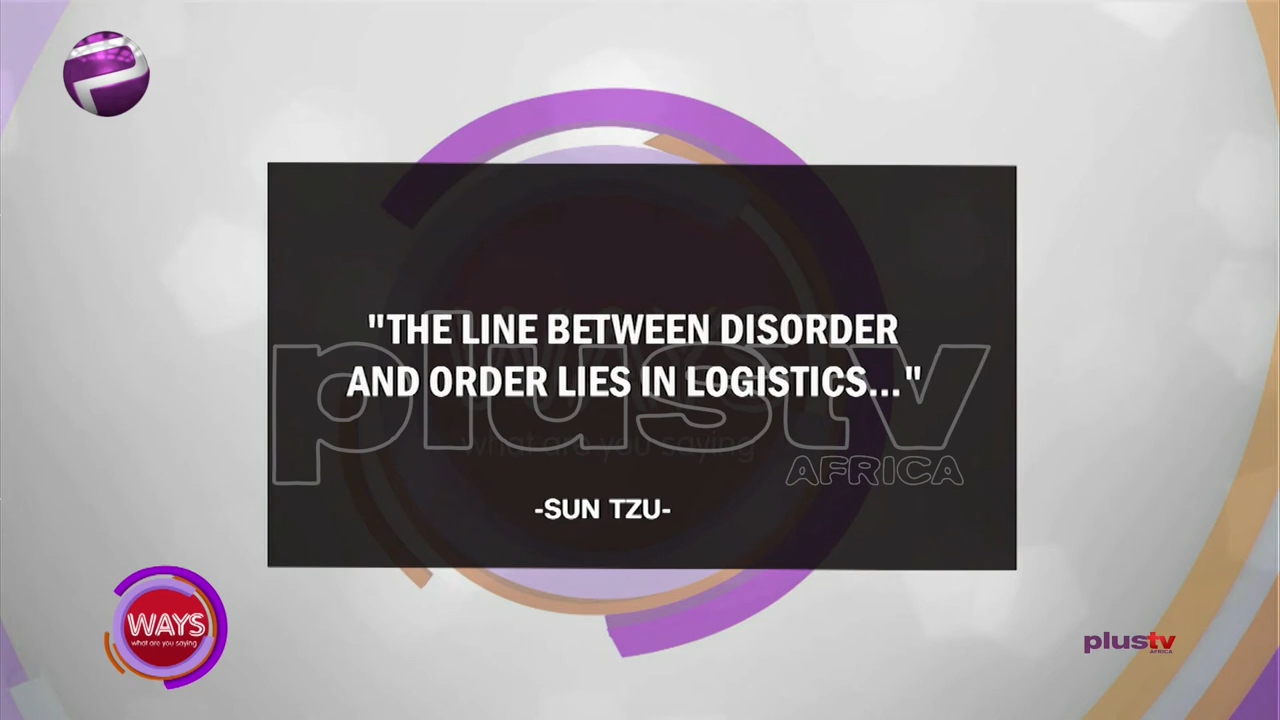 "THE LINE BETWEEN DISORDER
AND ORDER LIES IN LOGISTICS..."
plustv
AFRICA
what are you saying
-SUN TZU-
WAYS
what are you saying
plustv
AFRICA